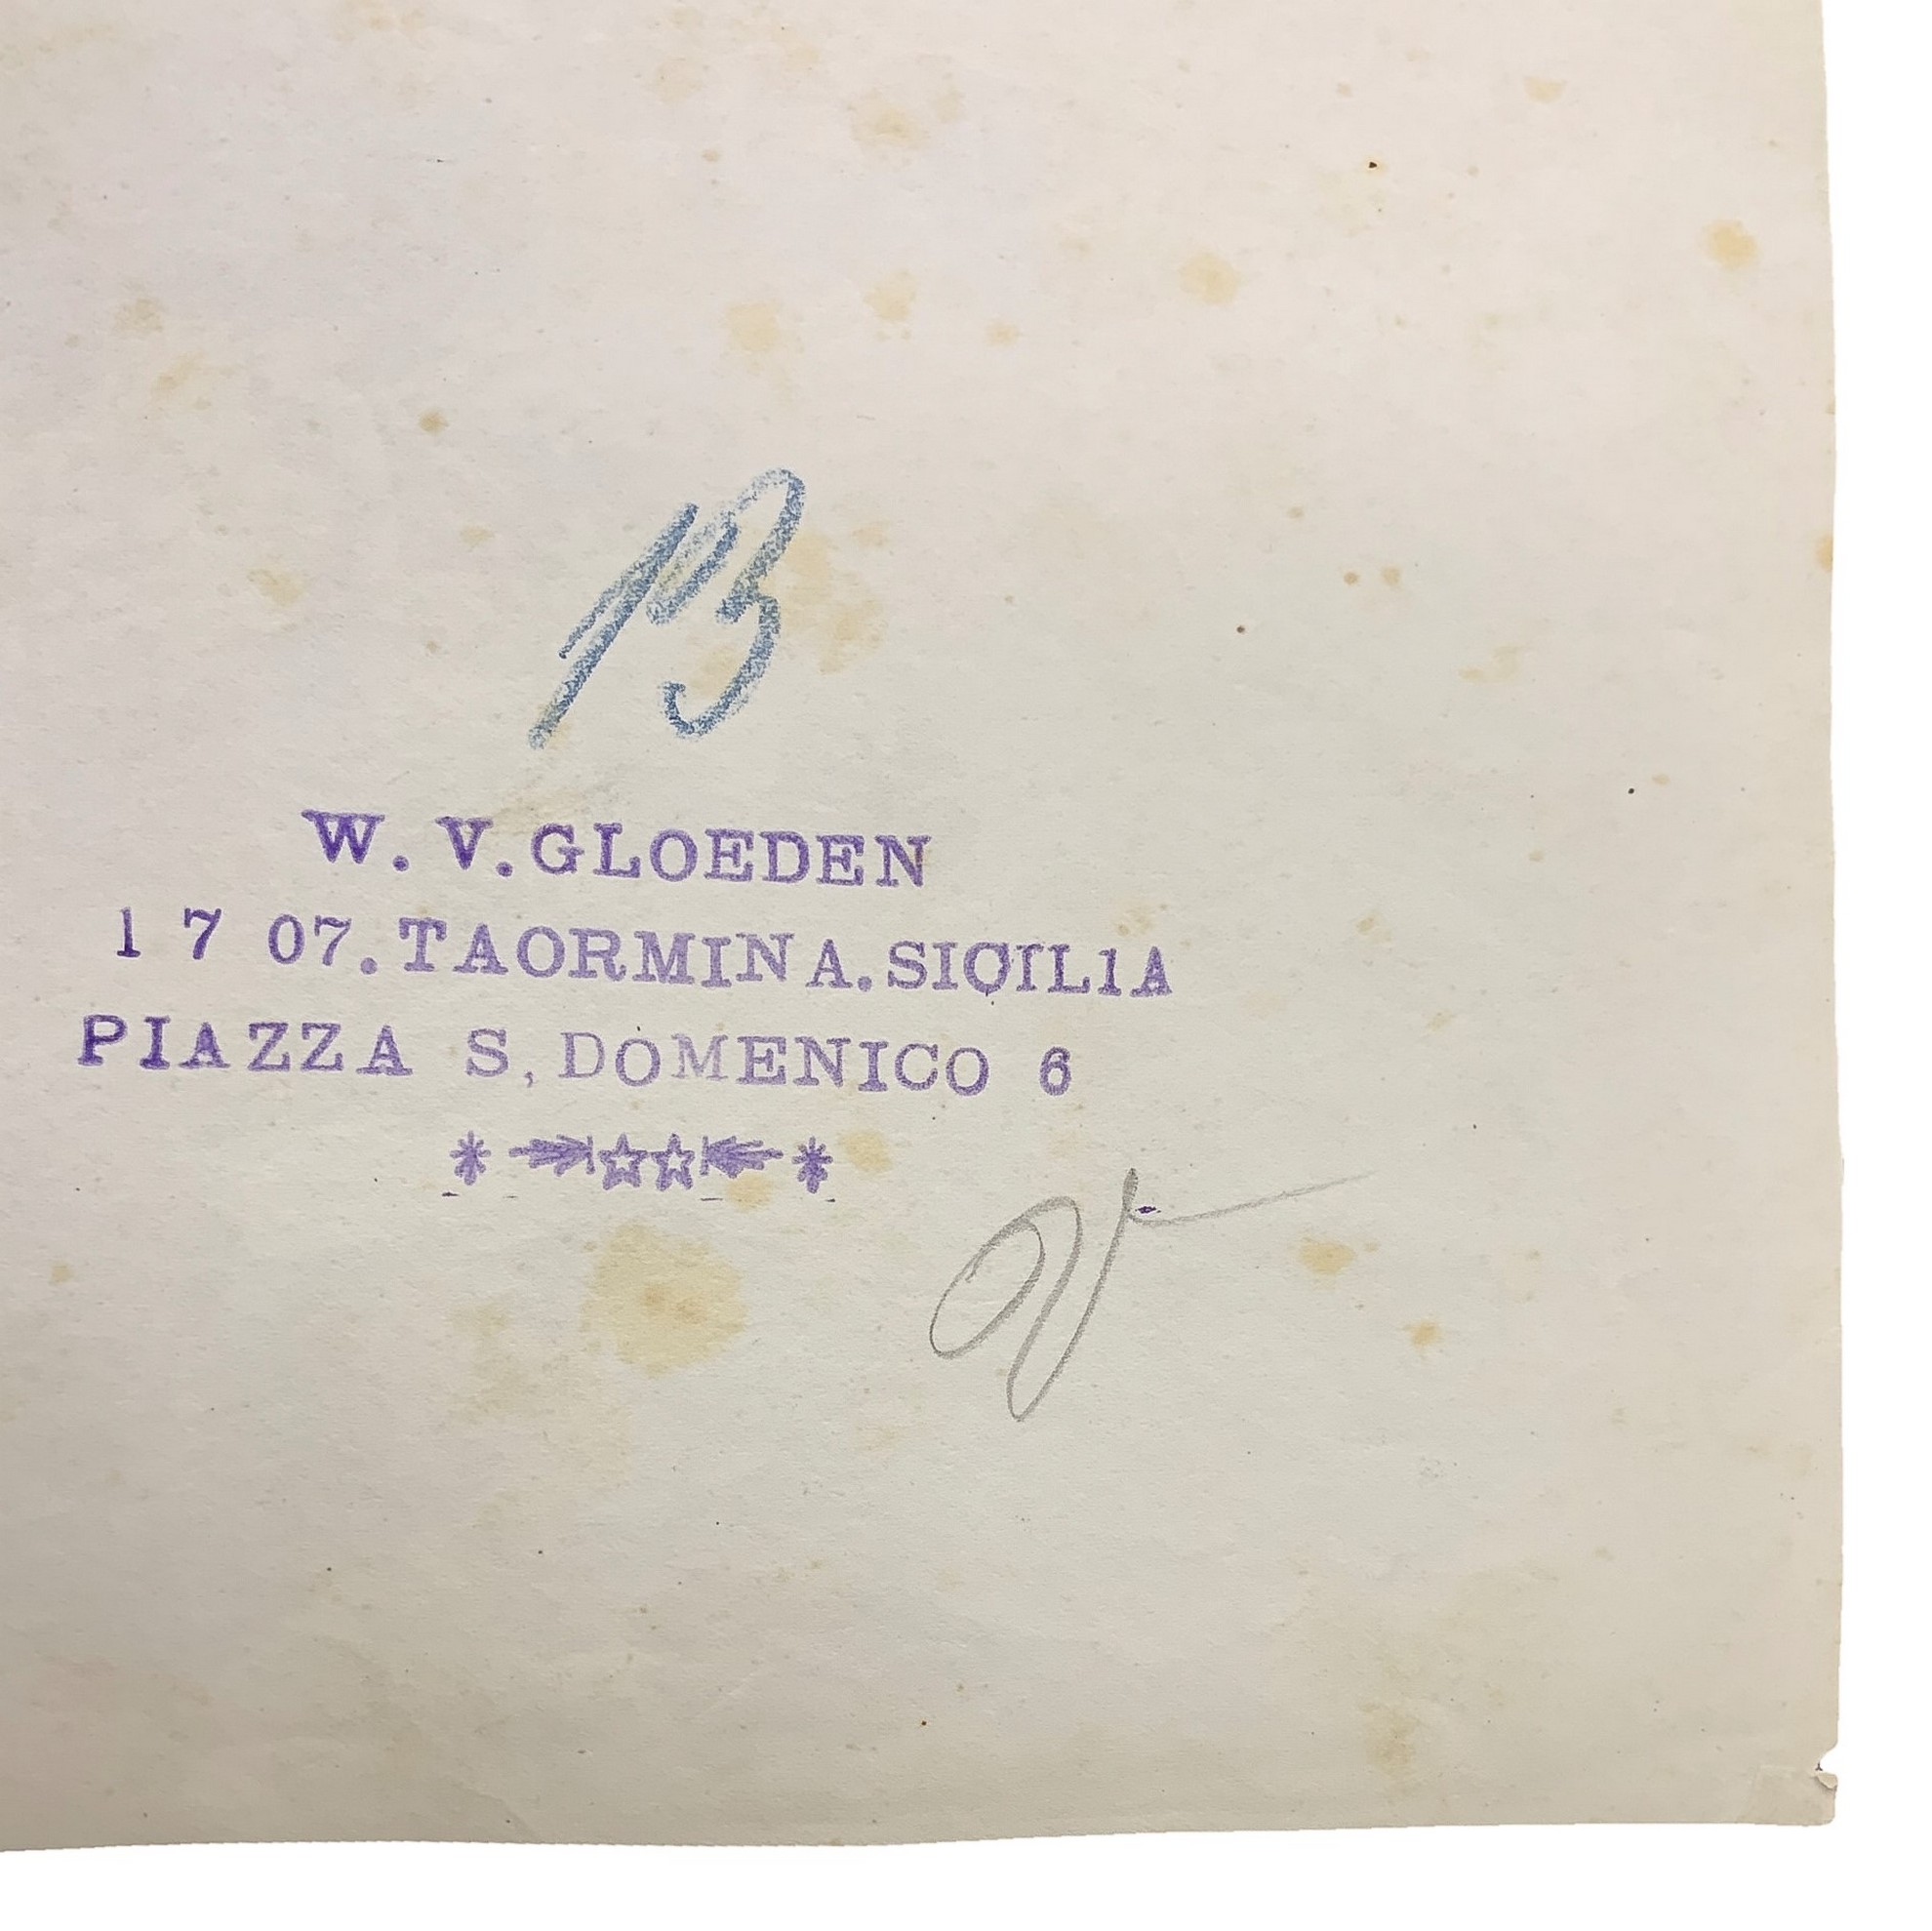 13
W. V. GLOEDEN
1 7 07. TAORMINA. SICILIA
PIAZZA S, DOMENICO 6